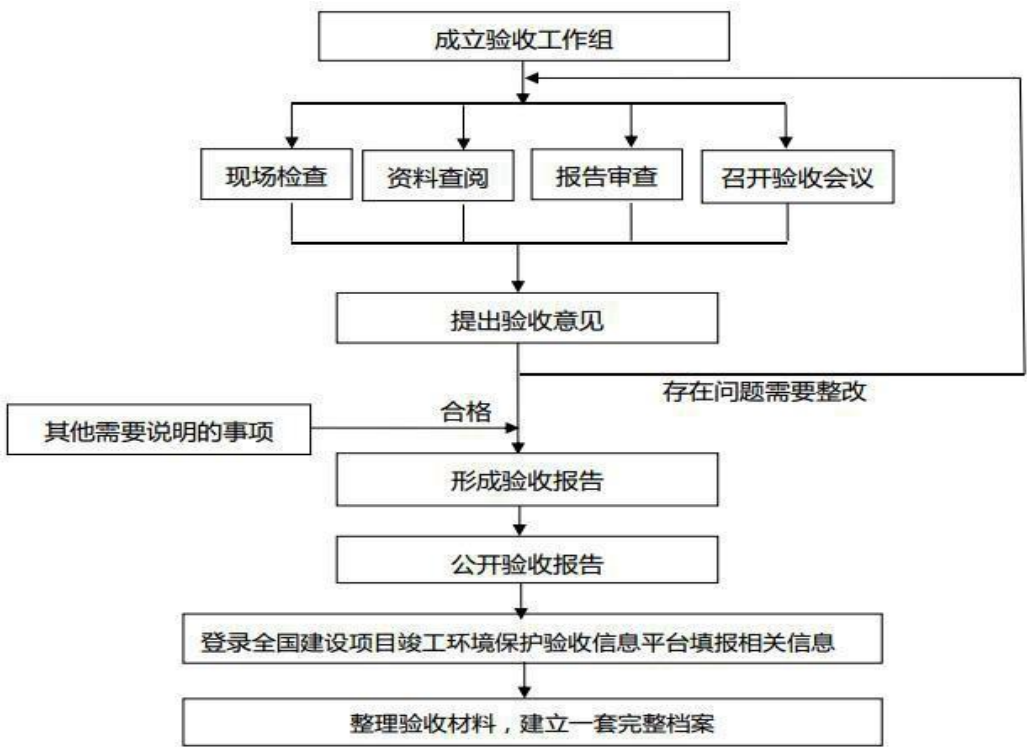 成立验收工作组
现场检查
资料查阅
报告审查
召开验收会议
提出验收意见
存在问题需要整改
合格
其他需要说明的事项
形成验收报告
公开验收报告
登录全国建设项目竣工环境保护验收信息平台填报相关信息
整理验收材料，建立一套完整档案